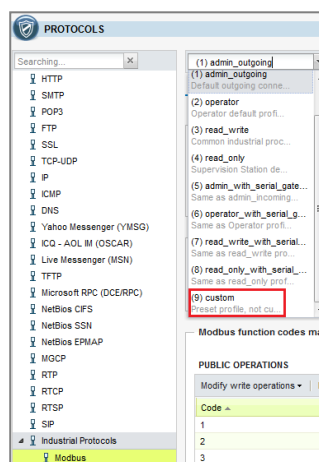 PROTOCOLS
Searching...
HTTP
SMTP
POP3
FTP
SSL
TCP-UDP
IP
ICMP
DNS
Yahoo Messenger (YMSG)
ICQ - AOL IM (OSCAR)
Live Messenger (MSN)
TFTP
Microsoft RPC (DCE/RPC)
NetBios CIFS
NetBios SSN
NetBios EPMAP
MGCP
RTP
RTCP
RTSP
SIP
Industrial Protocols
Modbus
(1) admin_outgoing
(1) admin_outgoing
Default outgoing conne...
(2) operator
Operator default profi...
(3) read_write
Common industrial proc...
(4) read_only
Supervision Station de...
(5) admin_with_serial_gate...
Same as admin_incoming...
(6) operator_with_serial_g...
Same as Operator profi...
(7) read_write_with_serial...
Same as read_write pro...
(8) read_only_with_serial_...
Same as read_only prof...
(9) custom
Preset profile, not cu...
Modbus function codes ma
PUBLIC OPERATIONS
Modify write operations
Code
1
2
3